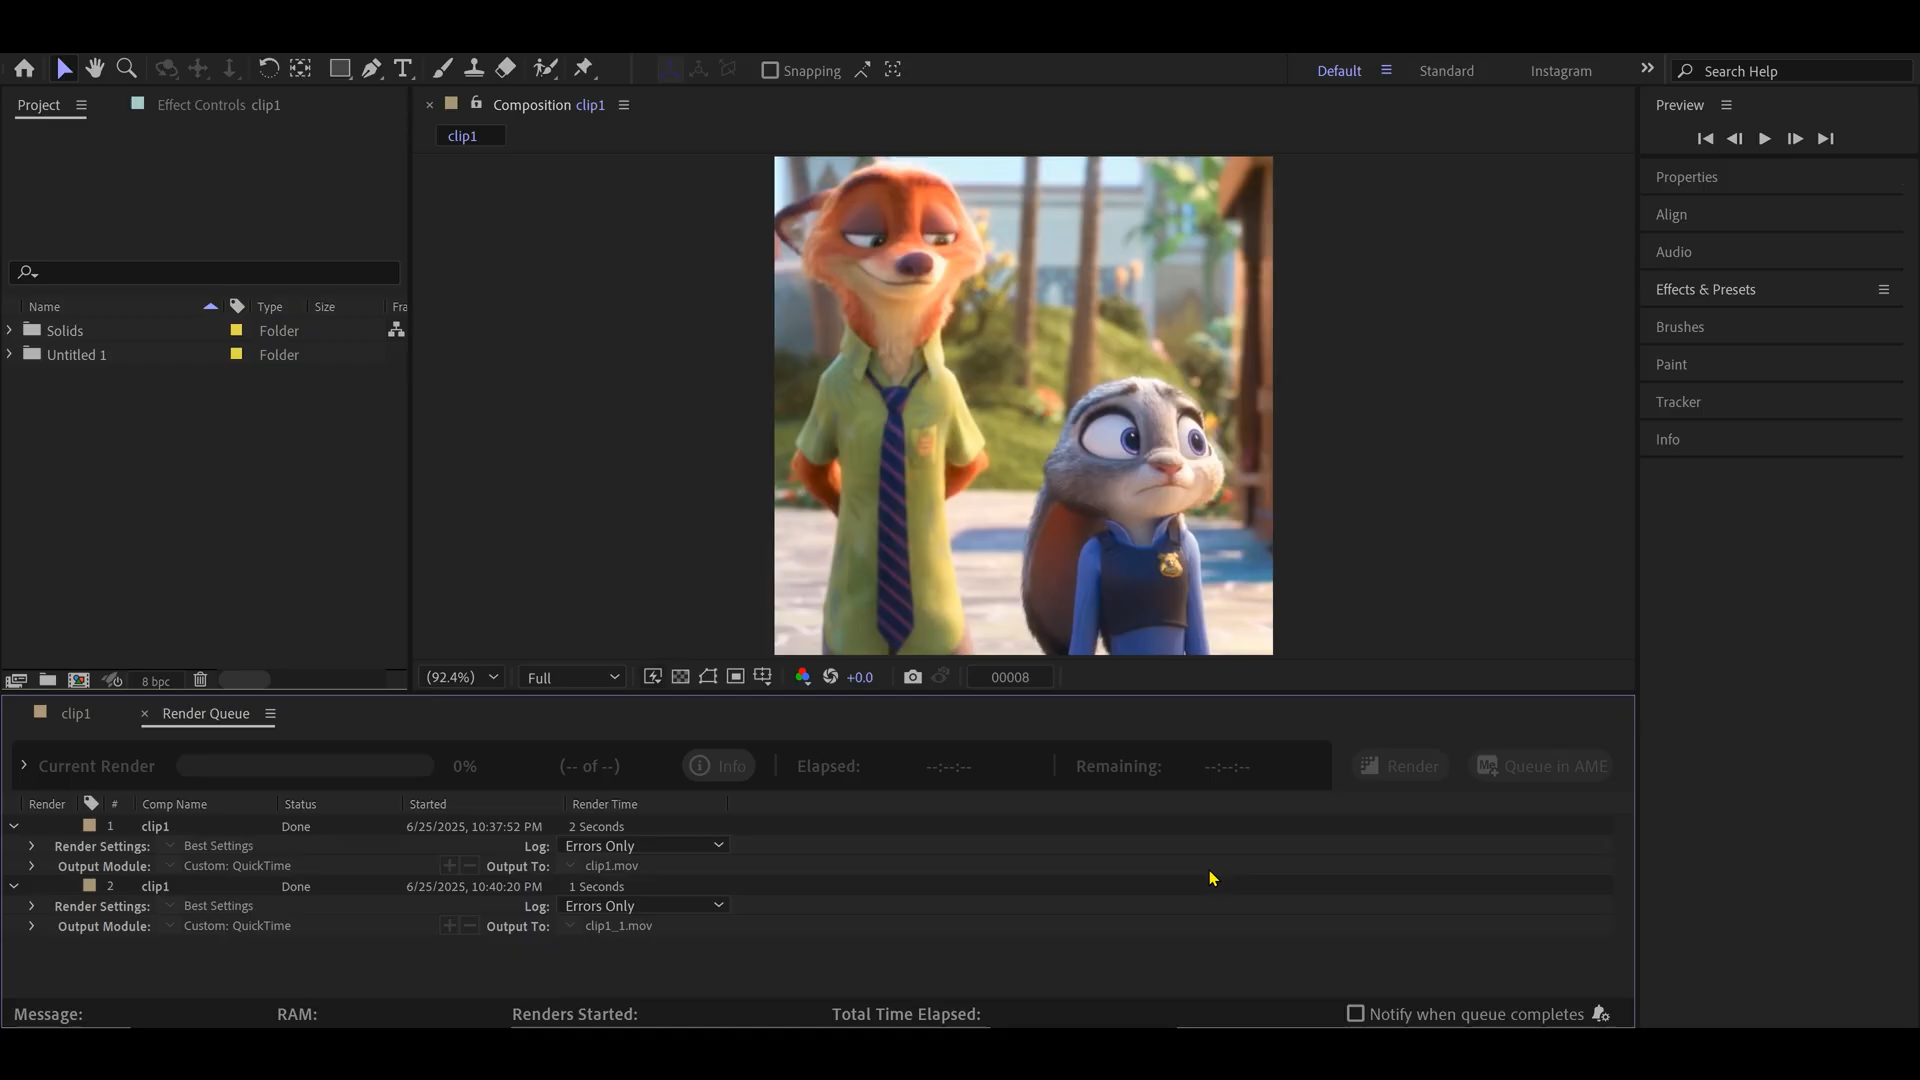 Snapping
Default
Standard
Instagram
Search Help
Project
Effect Controls clip1
Composition clip1
Preview
clip1
Properties
Align
Audio
Effects & Presets
Brushes
Paint
Tracker
Info
Name Type Size Fra
Solids Folder
Untitled 1 Folder
8 bpc
(92.4%)
Full
+0.0
00008
clip1
Render Queue
Current Render 0% (-- of --) Info Elapsed: --:--:-- Remaining: --:--:-- Render Me Queue in AME
Render # Comp Name Status Started Render Time
1 clip1 Done 6/25/2025, 10:37:52 PM 2 Seconds
Render Settings: Best Settings Log: Errors Only
Output Module: Custom: QuickTime Output To: clip1.mov
2 clip1 Done 6/25/2025, 10:40:20 PM 1 Seconds
Render Settings: Best Settings Log: Errors Only
Output Module: Custom: QuickTime Output To: clip1_1.mov
Message: RAM: Renders Started: Total Time Elapsed: Notify when queue completes